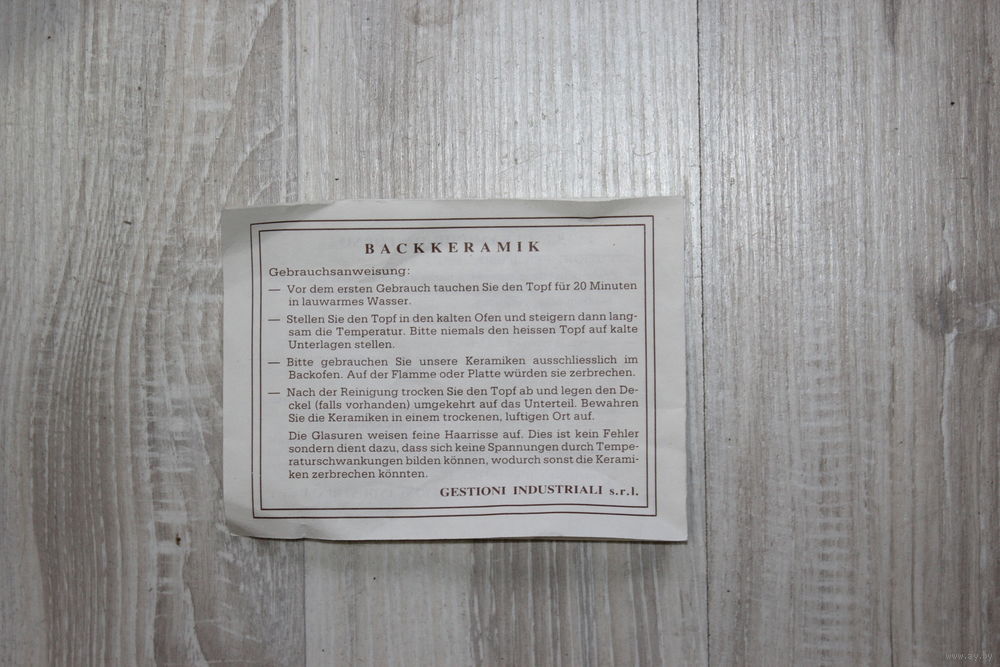 BACKKERAMIK
Gebrauchsanweisung:
— Vor dem ersten Gebrauch tauchen Sie den Topf für 20 Minuten
in lauwarmes Wasser.
— Stellen Sie den Topf in den kalten Ofen und steigern dann lang-
sam die Temperatur. Bitte niemals den heissen Topf auf kalte
Unterlagen stellen.
— Bitte gebrauchen Sie unsere Keramiken ausschliesslich im
Backofen. Auf der Flamme oder Platte würden sie zerbrechen.
— Nach der Reinigung trocken Sie den Topf ab und legen den De-
ckel (falls vorhanden) umgekehrt auf das Unterteil. Bewahren
Sie die Keramiken in einem trockenen, luftigen Ort auf.
Die Glasuren weisen feine Haarrisse auf. Dies ist kein Fehler
sondern dient dazu, dass sich keine Spannungen durch Tempe-
raturschwankungen bilden können, wodurch sonst die Kerami-
ken zerbrechen könnten.
GESTIONI INDUSTRIALI s.r.l.
www.ay.by